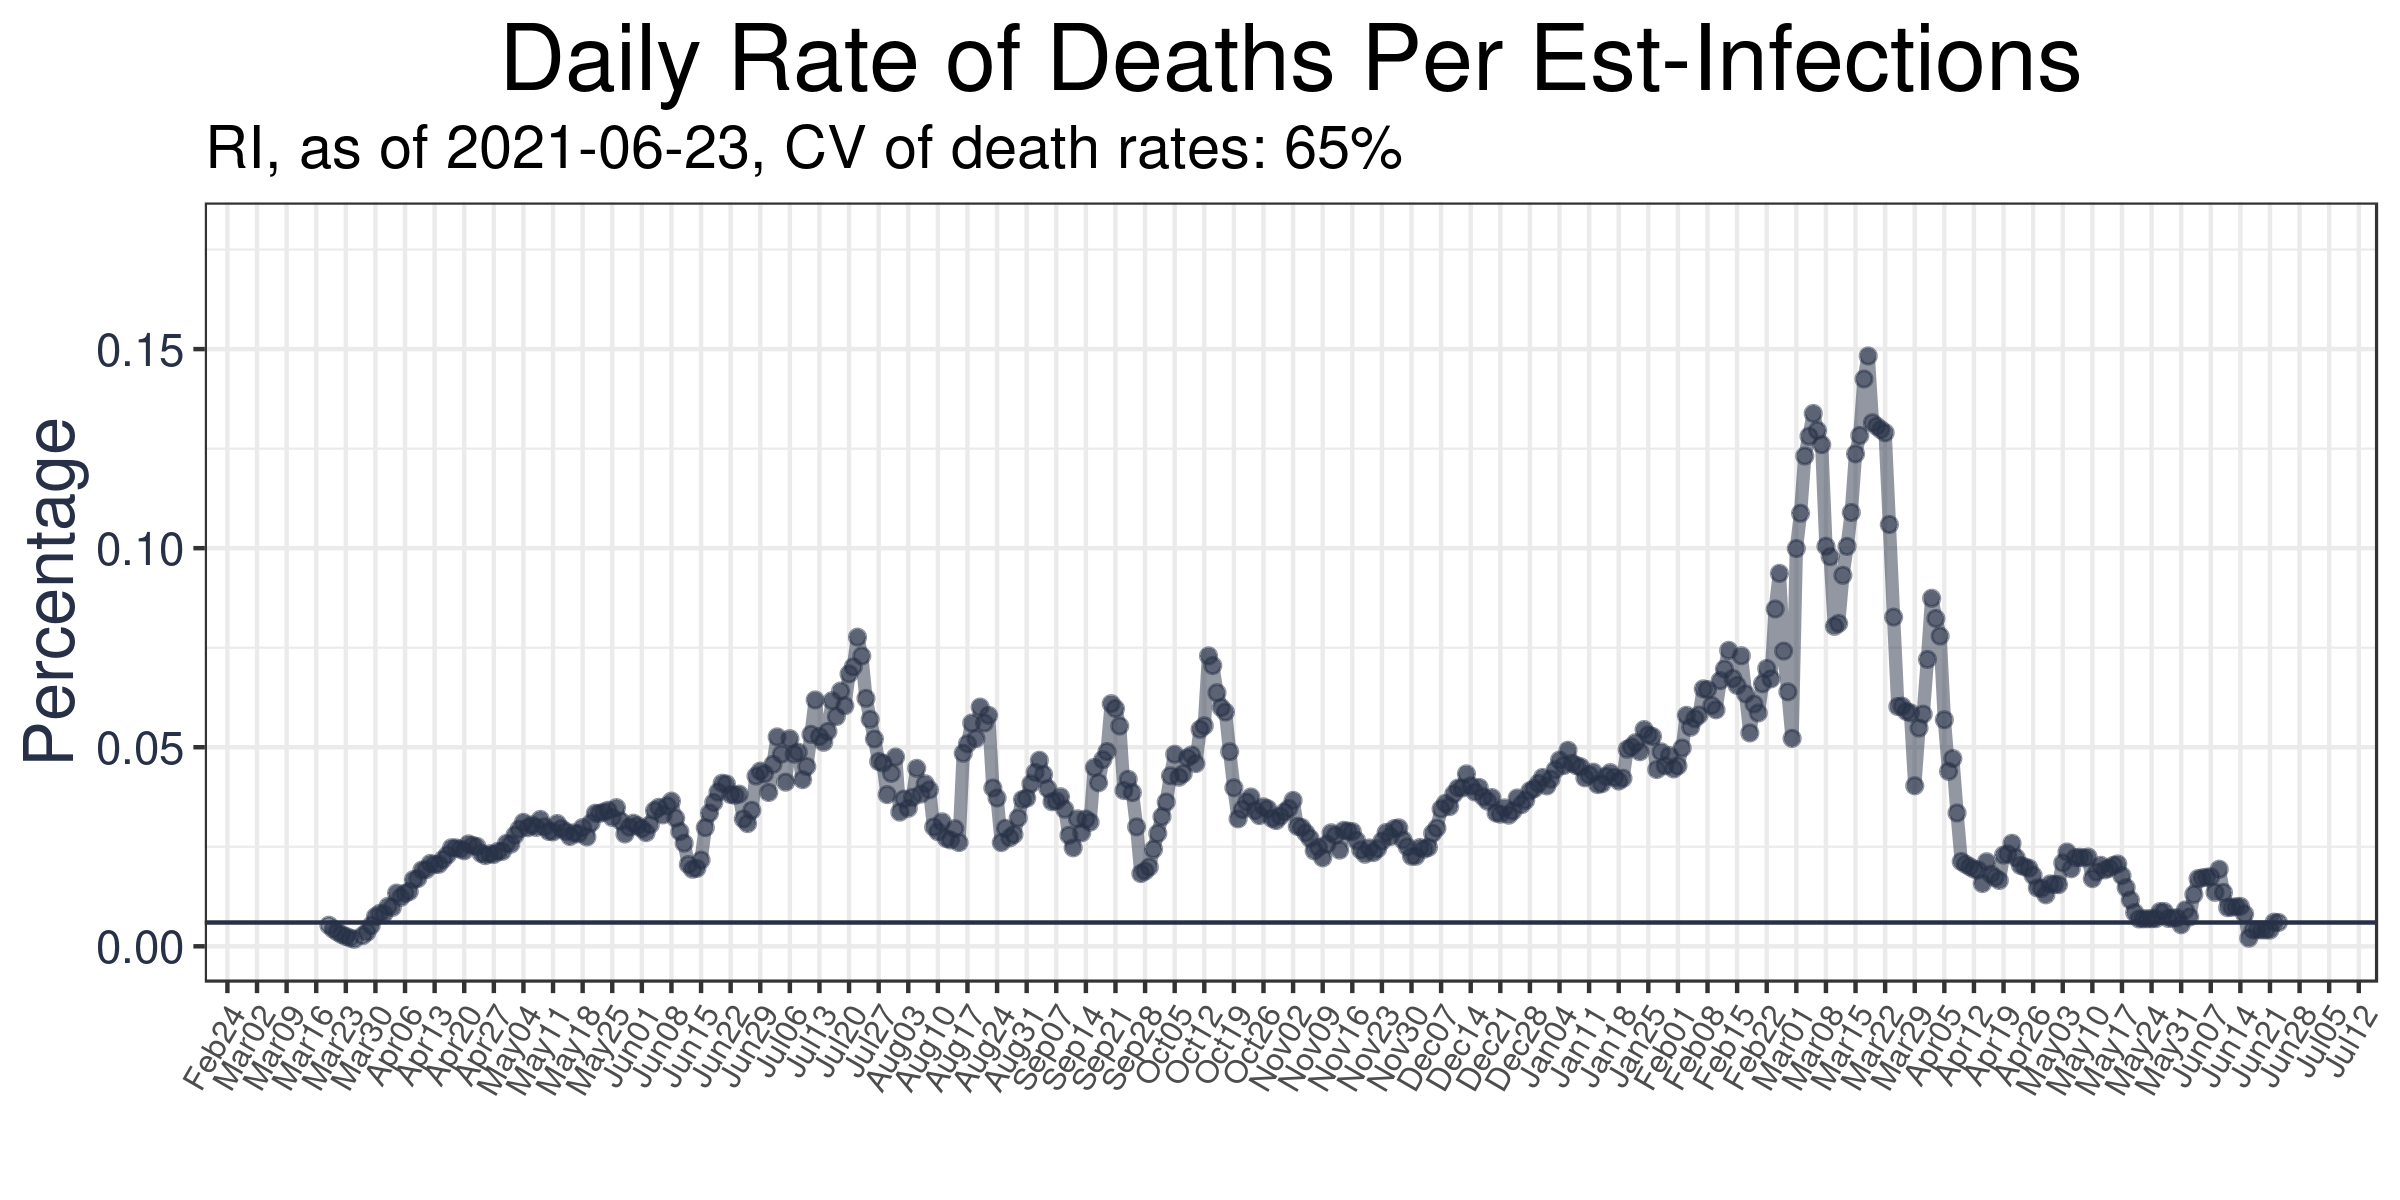 Daily Rate of Deaths Per Est-Infections
RI, as of 2021-06-23, CV of death rates: 65%
Percentage
0.15
0.10
0.05
0.00
Feb24
Mar02
Mar09
Mar16
Mar23
Mar30
Apr06
Apr13
Apr20
Apr27
May04
May11
May18
May25
Jun01
Jun08
Jun15
Jun22
Jun29
Jul06
Jul13
Jul20
Jul27
Aug03
Aug10
Aug17
Aug24
Aug31
Sep07
Sep14
Sep21
Sep28
Oct05
Oct12
Oct19
Oct26
Nov02
Nov09
Nov16
Nov23
Nov30
Dec07
Dec14
Dec21
Dec28
Jan04
Jan11
Jan18
Jan25
Feb01
Feb08
Feb15
Feb22
Mar01
Mar08
Mar15
Mar22
Mar29
Apr05
Apr12
Apr19
Apr26
May03
May10
May17
May24
May31
Jun07
Jun14
Jun21
Jun28
Jul05
Jul12